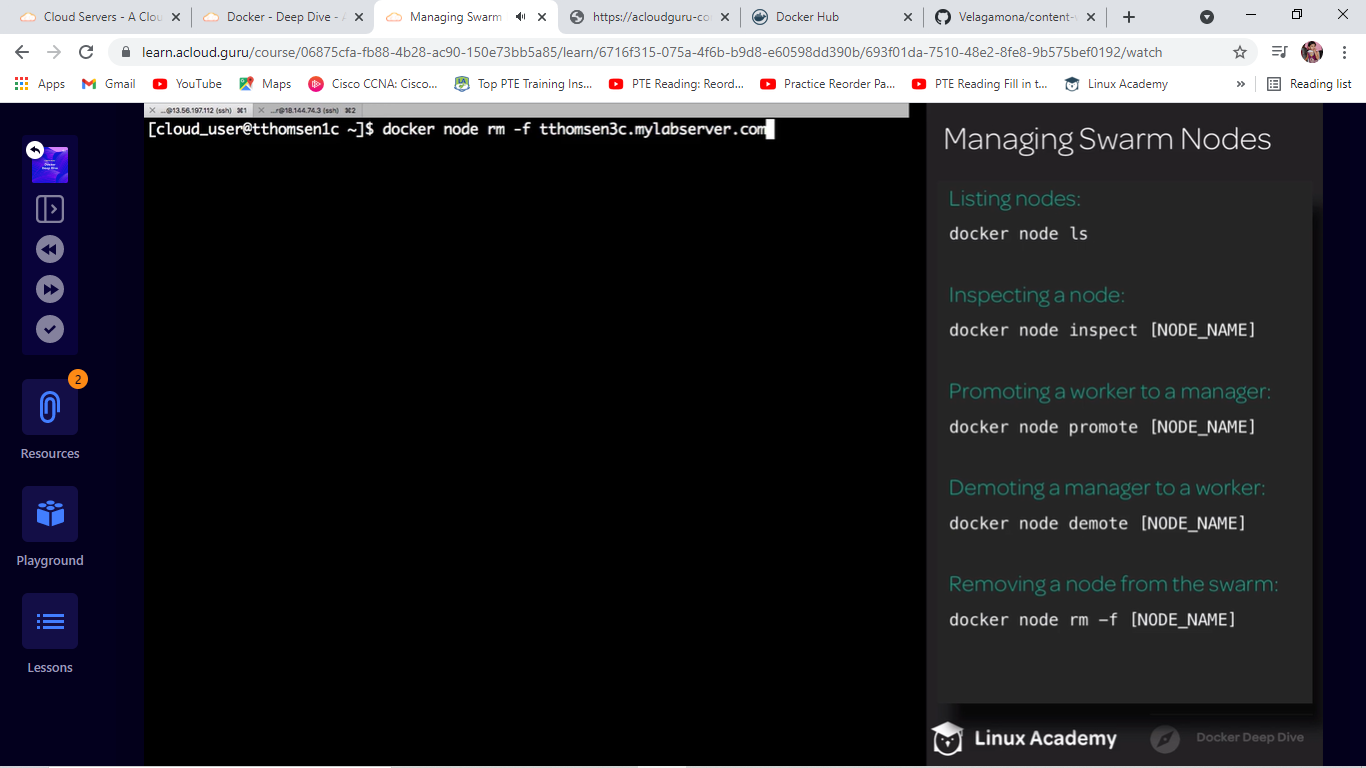 Cloud Servers - A Clou
Docker - Deep Dive - A
Managing Swarm
https://acloudguru-co
Docker Hub
Velagamona/content-
learn.acloud.guru/course/06875cfa-fb88-4b28-ac90-150e73bb5a85/learn/6716f315-075a-4f6b-b9d8-e60598dd390b/693f01da-7510-48e2-8fe8-9b575bef0192/watch
Apps
Gmail
YouTube
Maps
Cisco CCNA: Cisco...
Top PTE Training Ins...
PTE Reading: Reord...
Practice Reorder Pa...
PTE Reading Fill in t...
Linux Academy
»
Reading list
...@13.56.197.112 (ssh) ⌘1
...r@18.144.74.3 (ssh) ⌘2
[cloud_user@tthomsen1c ~]$ docker node rm -f tthomsen3c.mylabserver.com
Docker
Deep Dive
2
Resources
Playground
Lessons
Managing Swarm Nodes
Listing nodes:
docker node ls
Inspecting a node:
docker node inspect [NODE_NAME]
Promoting a worker to a manager:
docker node promote [NODE_NAME]
Demoting a manager to a worker:
docker node demote [NODE_NAME]
Removing a node from the swarm:
docker node rm -f [NODE_NAME]
Linux Academy
Docker Deep Dive